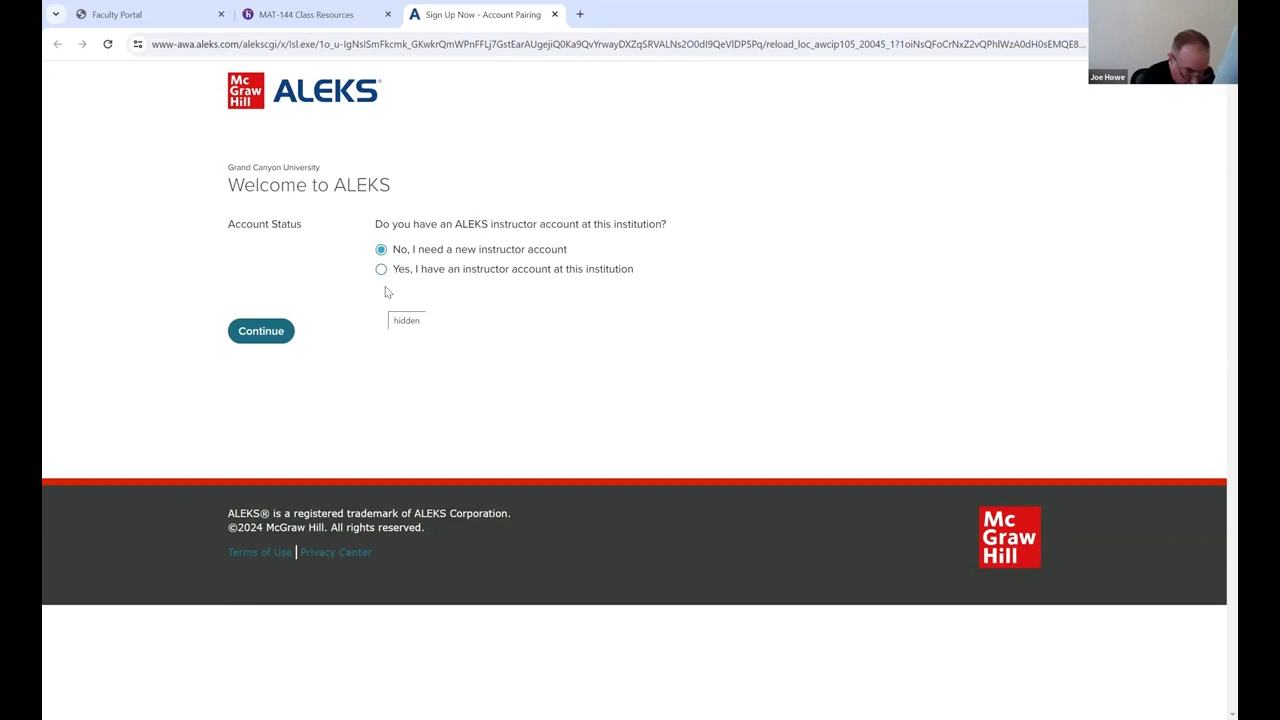 Faculty Portal
MAT-144 Class Resources
Sign Up Now - Account Pairing
Joe Howe
Mc
Graw
Hill
ALEKS®
Grand Canyon University
Welcome to ALEKS
Account Status
Do you have an ALEKS instructor account at this institution?
No, I need a new instructor account
Yes, I have an instructor account at this institution
hidden
Continue
ALEKS® is a registered trademark of ALEKS Corporation.
©2024 McGraw Hill. All rights reserved.
Terms of Use | Privacy Center
Mc
Graw
Hill